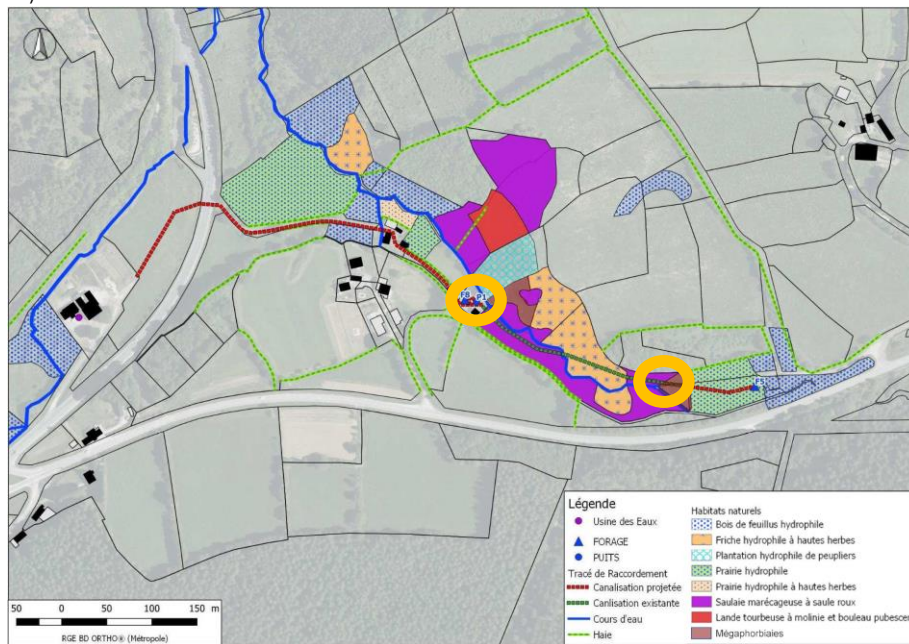 F8 P1
50 0 50 100 150 m
RGE BD ORTHO® (Métropole)
Légende
Usine des Eaux
FORAGE
PUITS
Tracé de Raccordement
Canalisation projetée
Canlisation existante
Cours d'eau
Haie
Habitats naturels
Bois de feuillus hydrophile
Friche hydrophile à hautes herbes
Plantation hydrophile de peupliers
Prairie hydrophile
Prairie hydrophile à hautes herbes
Saulaie marécageuse à saule roux
Lande tourbeuse à molinie et bouleau pubescen
Mégaphorbiaies